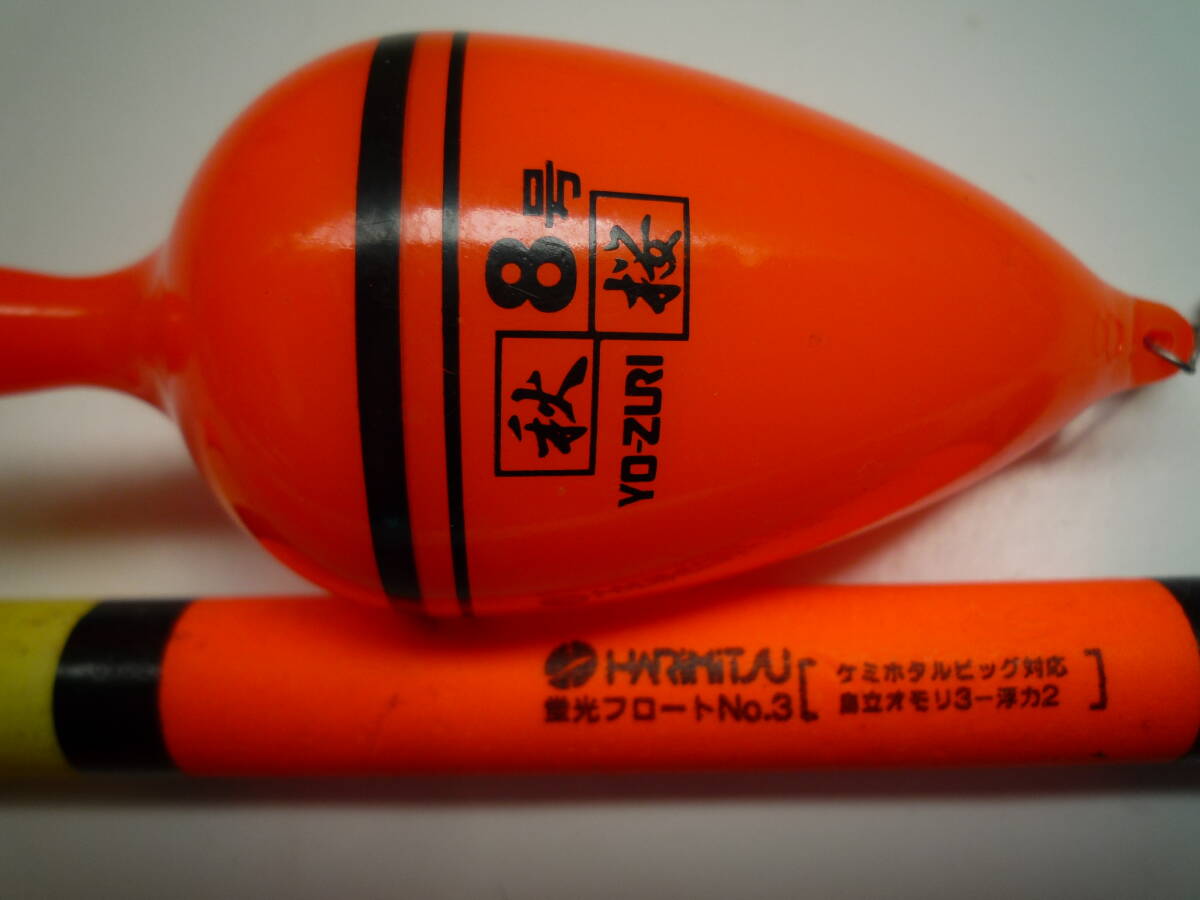 8号
桜
秋
YO-ZURI
HARIMITSU
蛍光フロートNo.3
ケミホタルビッグ対応
自立オモリ3-浮力2